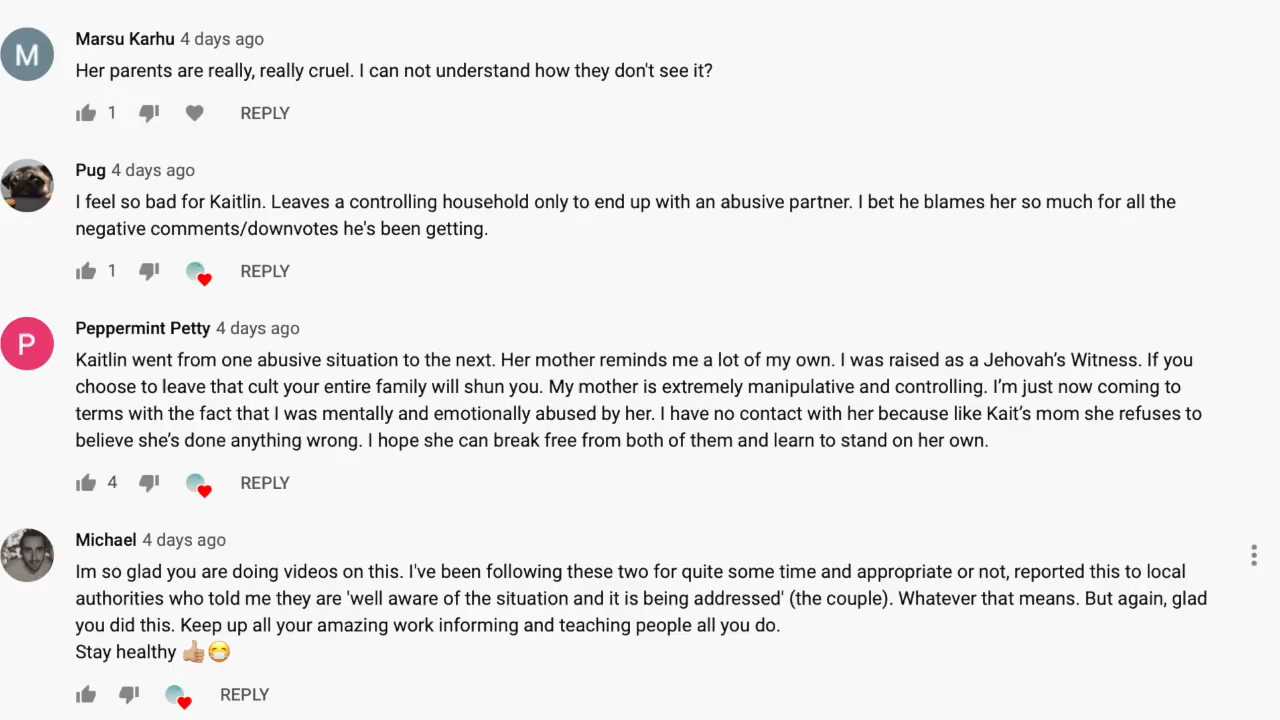 M
Marsu Karhu 4 days ago
Her parents are really, really cruel. I can not understand how they don't see it?
1 REPLY
Pug 4 days ago
I feel so bad for Kaitlin. Leaves a controlling household only to end up with an abusive partner. I bet he blames her so much for all the
negative comments/downvotes he's been getting.
1 REPLY
P
Peppermint Petty 4 days ago
Kaitlin went from one abusive situation to the next. Her mother reminds me a lot of my own. I was raised as a Jehovah’s Witness. If you
choose to leave that cult your entire family will shun you. My mother is extremely manipulative and controlling. I’m just now coming to
terms with the fact that I was mentally and emotionally abused by her. I have no contact with her because like Kait’s mom she refuses to
believe she’s done anything wrong. I hope she can break free from both of them and learn to stand on her own.
4 REPLY
Michael 4 days ago
Im so glad you are doing videos on this. I've been following these two for quite some time and appropriate or not, reported this to local
authorities who told me they are 'well aware of the situation and it is being addressed' (the couple). Whatever that means. But again, glad
you did this. Keep up all your amazing work informing and teaching people all you do.
Stay healthy 👍🏼😷
REPLY